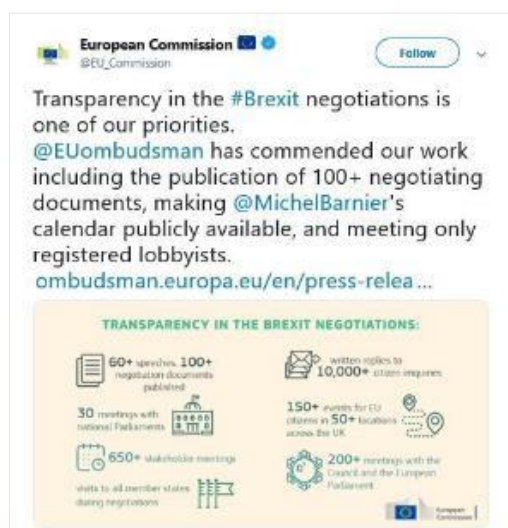 European Commission
@EU_Commission
Follow
Transparency in the #Brexit negotiations is
one of our priorities.
@EUombudsman has commended our work
including the publication of 100+ negotiating
documents, making @MichelBarnier's
calendar publicly available, and meeting only
registered lobbyists.
ombudsman.europa.eu/en/press-relea ...
TRANSPARENCY IN THE BREXIT NEGOTIATIONS:
60+ speeches, 100+
negotiation documents
published
written replies to
10,000+ citizen enquiries
30 meetings with
national Parliaments
150+ events for EU
citizens in 50+ locations
across the UK
650+ stakeholder meetings
200+ meetings with the
Council and the European
Parliament
visits to all member states
during negotiations
European
Commission